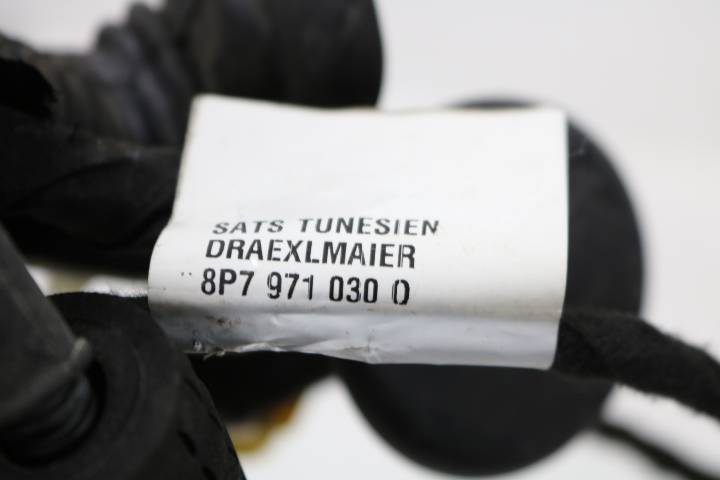 SATS TUNESIEN
DRAEXLMAIER
8P7 971 030 Q